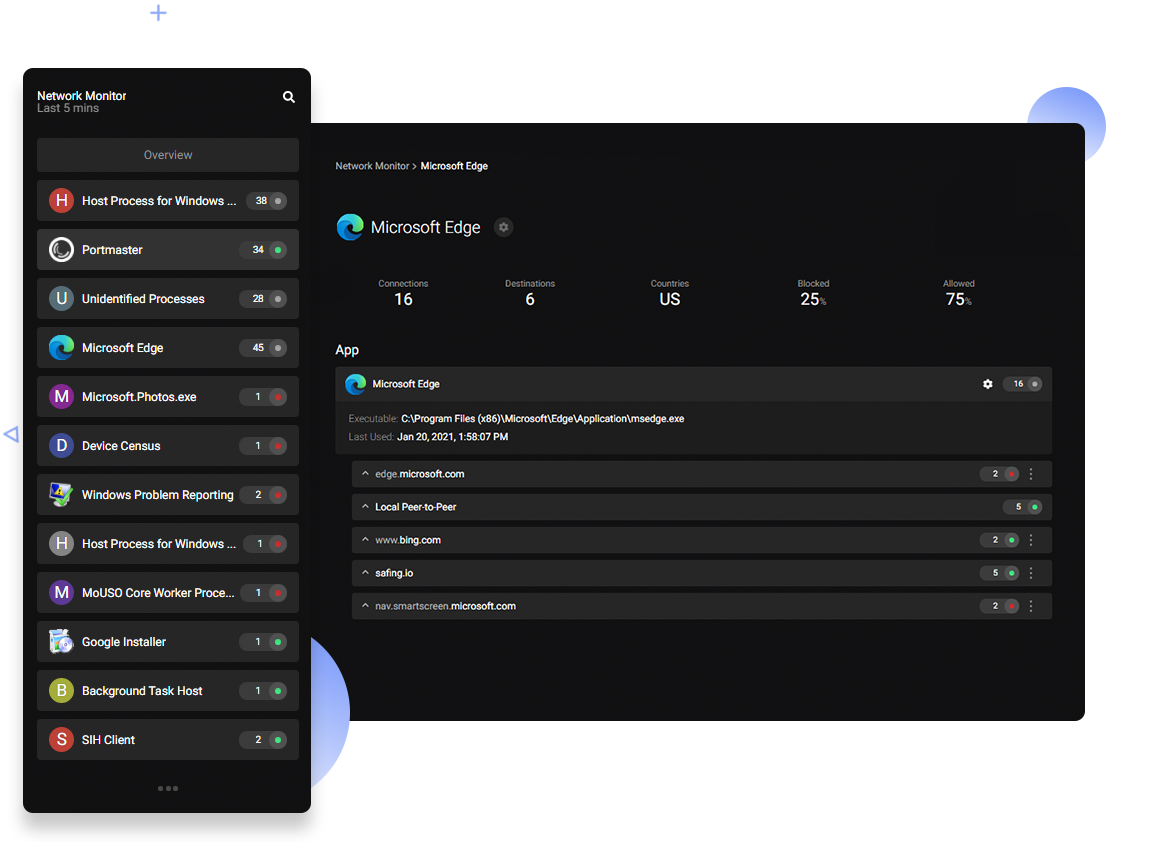 Network Monitor
Last 5 mins
Overview
H Host Process for Windows ... 38
Portmaster 34
U Unidentified Processes 28
Microsoft Edge 45
M Microsoft.Photos.exe 1
D Device Census 1
Windows Problem Reporting 2
H Host Process for Windows ... 1
M MoUSO Core Worker Proce... 1
Google Installer 1
B Background Task Host 1
S SIH Client 2
Network Monitor > Microsoft Edge
Microsoft Edge
Connections Destinations Countries Blocked Allowed
16 6 US 25% 75%
App
Microsoft Edge 16
Executable: C:\Program Files (x86)\Microsoft\Edge\Application\msedge.exe
Last Used: Jan 20, 2021, 1:58:07 PM
edge.microsoft.com 2
Local Peer-to-Peer 5
www.bing.com 2
safing.io 5
nav.smartscreen.microsoft.com 2